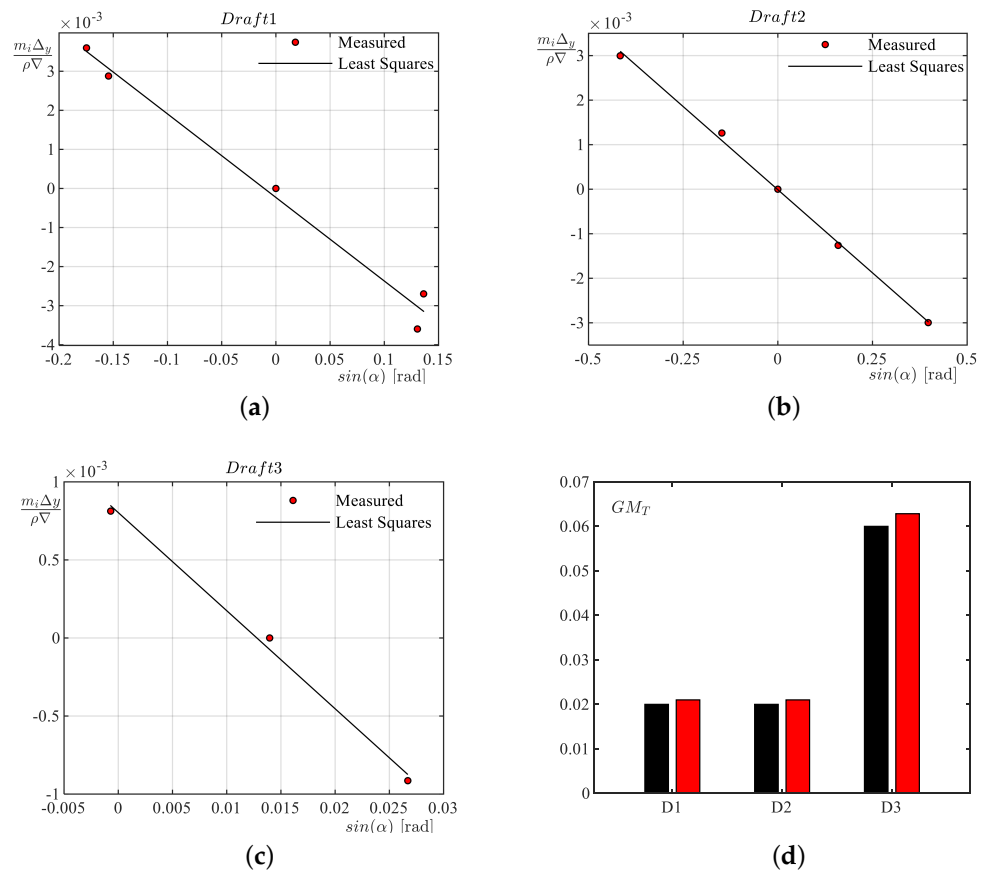 ×10⁻³ Draft1
mᵢΔy
ρ∇
Measured
Least Squares
3
2
1
0
-1
-2
-3
-4
-0.2 -0.15 -0.1 -0.05 0 0.05 0.1 0.15
sin(α) [rad]
(a)
×10⁻³ Draft2
mᵢΔy
ρ∇
Measured
Least Squares
3
2
1
0
-1
-2
-3
-0.5 -0.25 0 0.25 0.5
sin(α) [rad]
(b)
×10⁻³ Draft3
1
mᵢΔy
ρ∇
Measured
Least Squares
0.5
0
-0.5
-1
-0.005 0 0.005 0.01 0.015 0.02 0.025 0.03
sin(α) [rad]
(c)
0.07
GM_T
0.06
0.05
0.04
0.03
0.02
0.01
0
D1 D2 D3
(d)